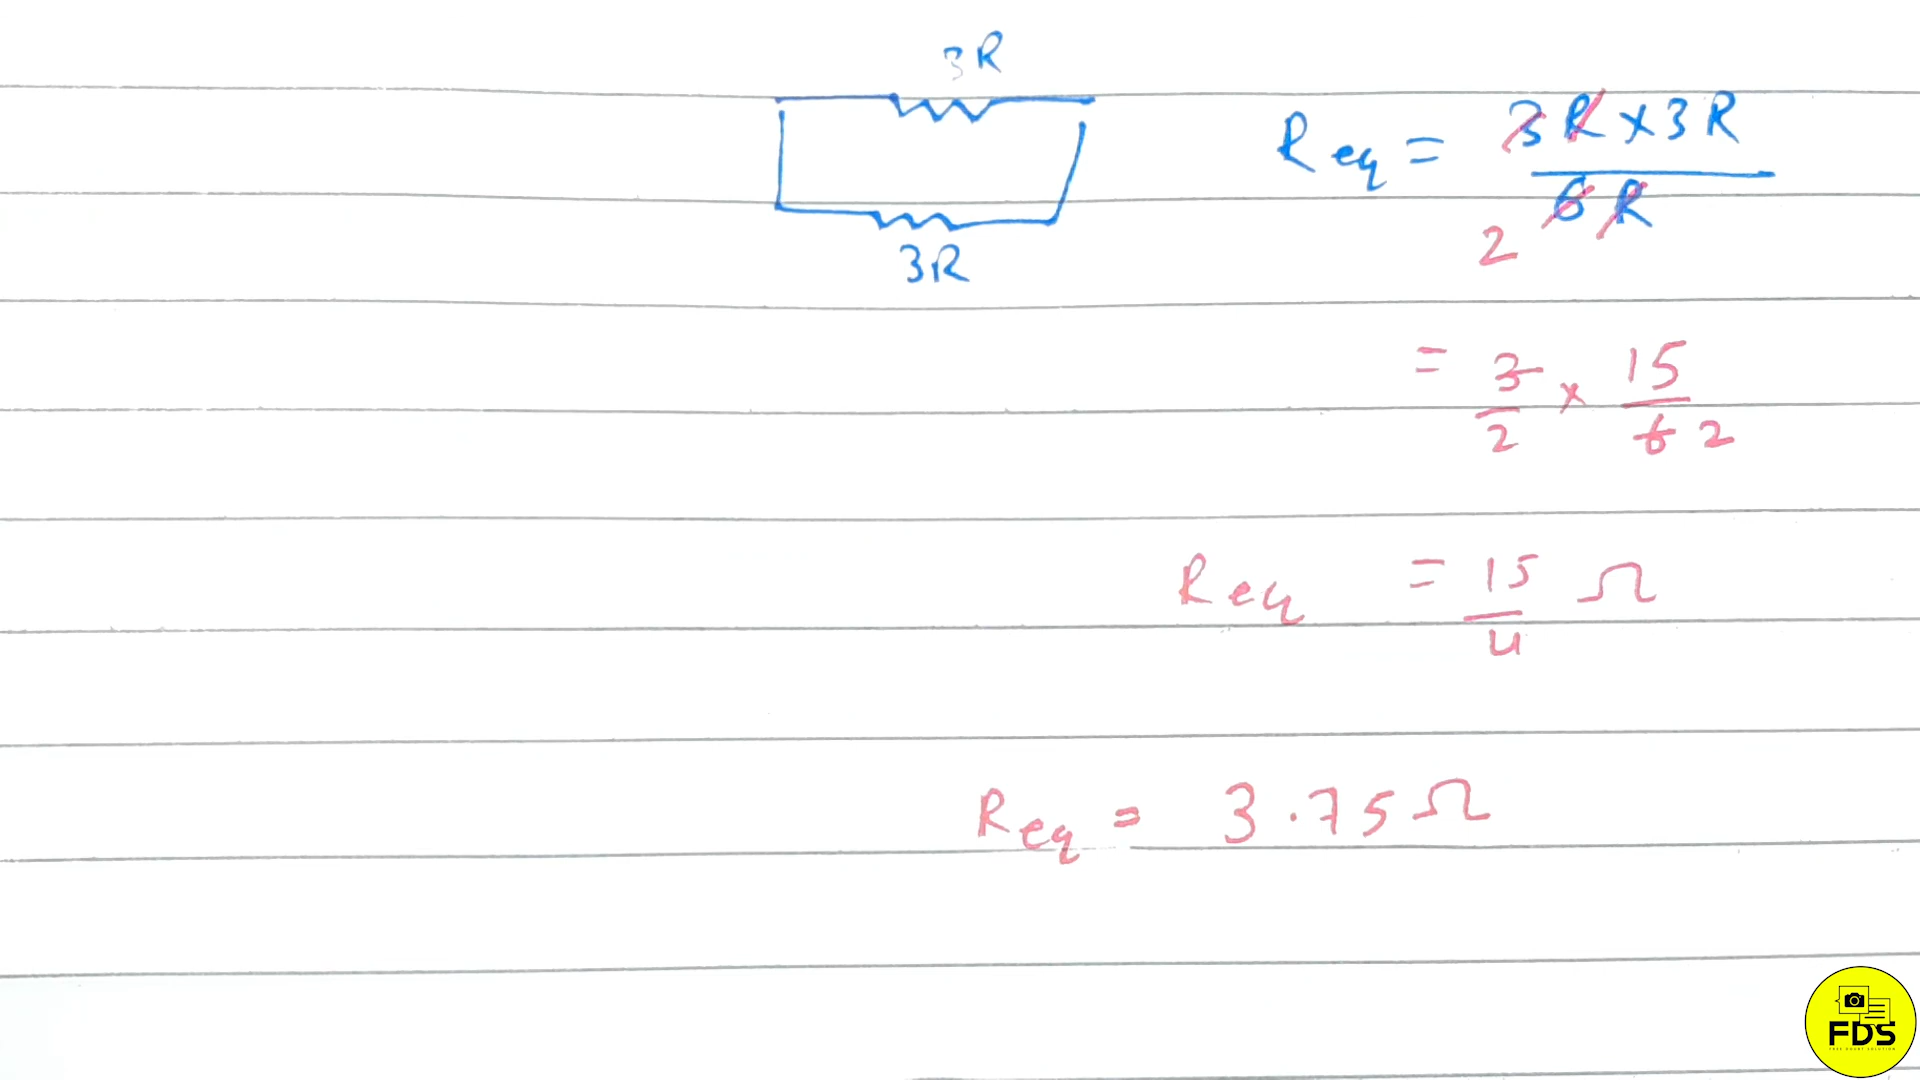 3R
3R
Req = 3R x 3R / 6R
2
= 3/2 x 15/6 2
Req = 15/4 Ω
Req = 3.75 Ω
FDS